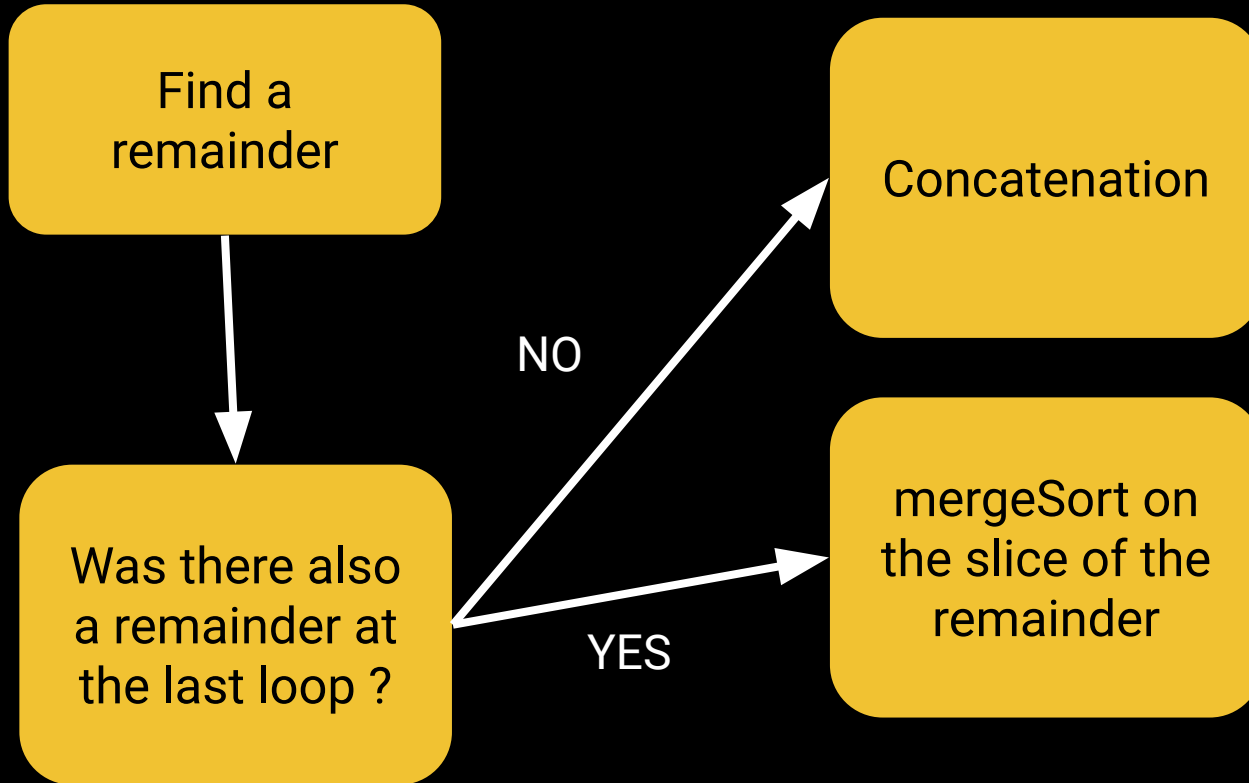 Find a
remainder
Concatenation
NO
Was there also
a remainder at
the last loop ?
YES
mergeSort on
the slice of the
remainder